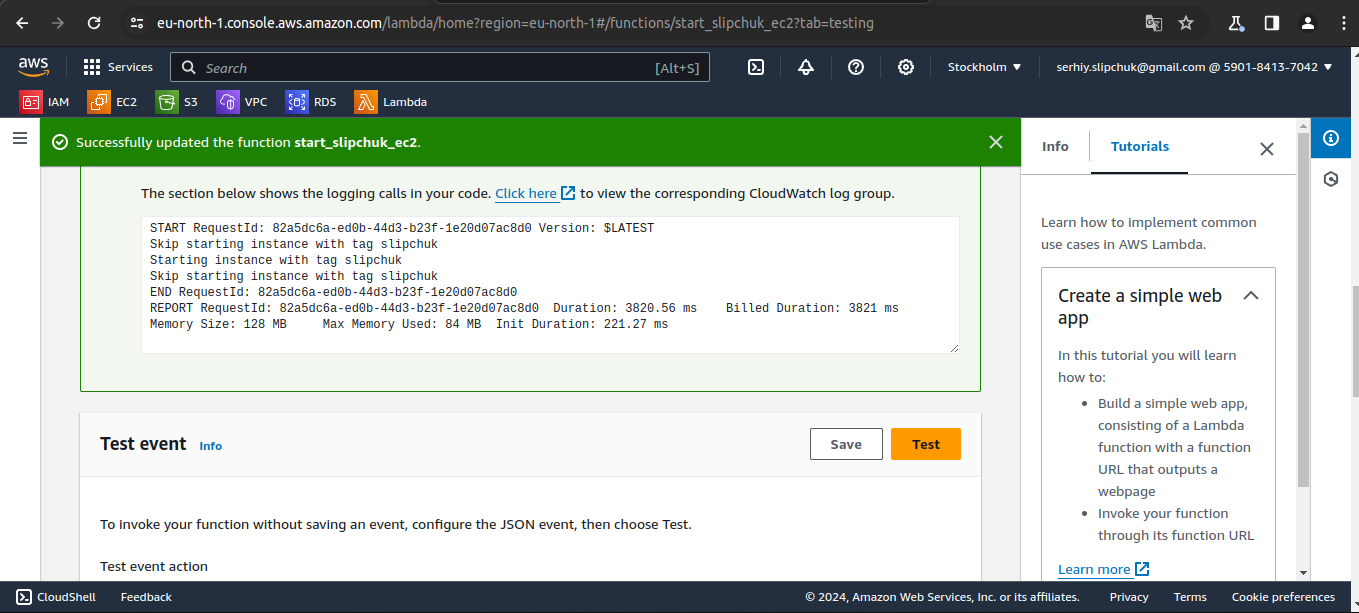 eu-north-1.console.aws.amazon.com/lambda/home?region=eu-north-1#/functions/start_slipchuk_ec2?tab=testing
aws Services Search [Alt+S] Stockholm serhiy.slipchuk@gmail.com @ 5901-8413-7042
IAM EC2 S3 VPC RDS Lambda
Successfully updated the function start_slipchuk_ec2.
The section below shows the logging calls in your code. Click here to view the corresponding CloudWatch log group.
START RequestId: 82a5dc6a-ed0b-44d3-b23f-1e20d07ac8d0 Version: $LATEST
Skip starting instance with tag slipchuk
Starting instance with tag slipchuk
Skip starting instance with tag slipchuk
END RequestId: 82a5dc6a-ed0b-44d3-b23f-1e20d07ac8d0
REPORT RequestId: 82a5dc6a-ed0b-44d3-b23f-1e20d07ac8d0 Duration: 3820.56 ms Billed Duration: 3821 ms
Memory Size: 128 MB Max Memory Used: 84 MB Init Duration: 221.27 ms
Test event Info Save Test
To invoke your function without saving an event, configure the JSON event, then choose Test.
Test event action
Info Tutorials
Learn how to implement common
use cases in AWS Lambda.
Create a simple web
app
In this tutorial you will learn
how to:
• Build a simple web app,
consisting of a Lambda
function with a function
URL that outputs a
webpage
• Invoke your function
through its function URL
Learn more
CloudShell Feedback © 2024, Amazon Web Services, Inc. or its affiliates. Privacy Terms Cookie preferences